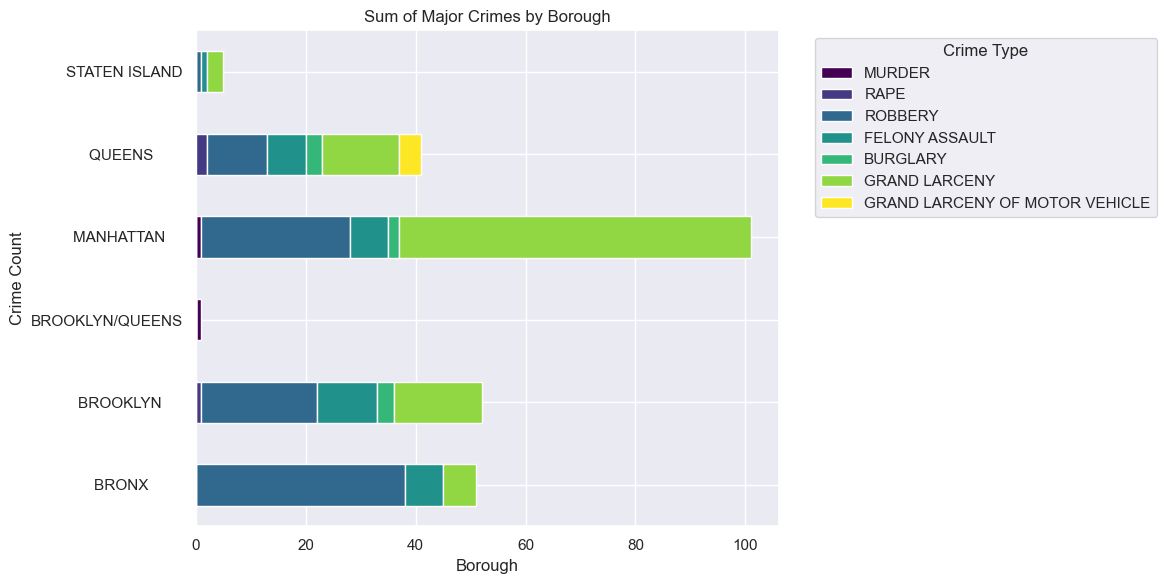 Sum of Major Crimes by Borough
STATEN ISLAND
QUEENS
MANHATTAN
BROOKLYN/QUEENS
BROOKLYN
BRONX
Crime Count
0 20 40 60 80 100
Borough
Crime Type
MURDER
RAPE
ROBBERY
FELONY ASSAULT
BURGLARY
GRAND LARCENY
GRAND LARCENY OF MOTOR VEHICLE